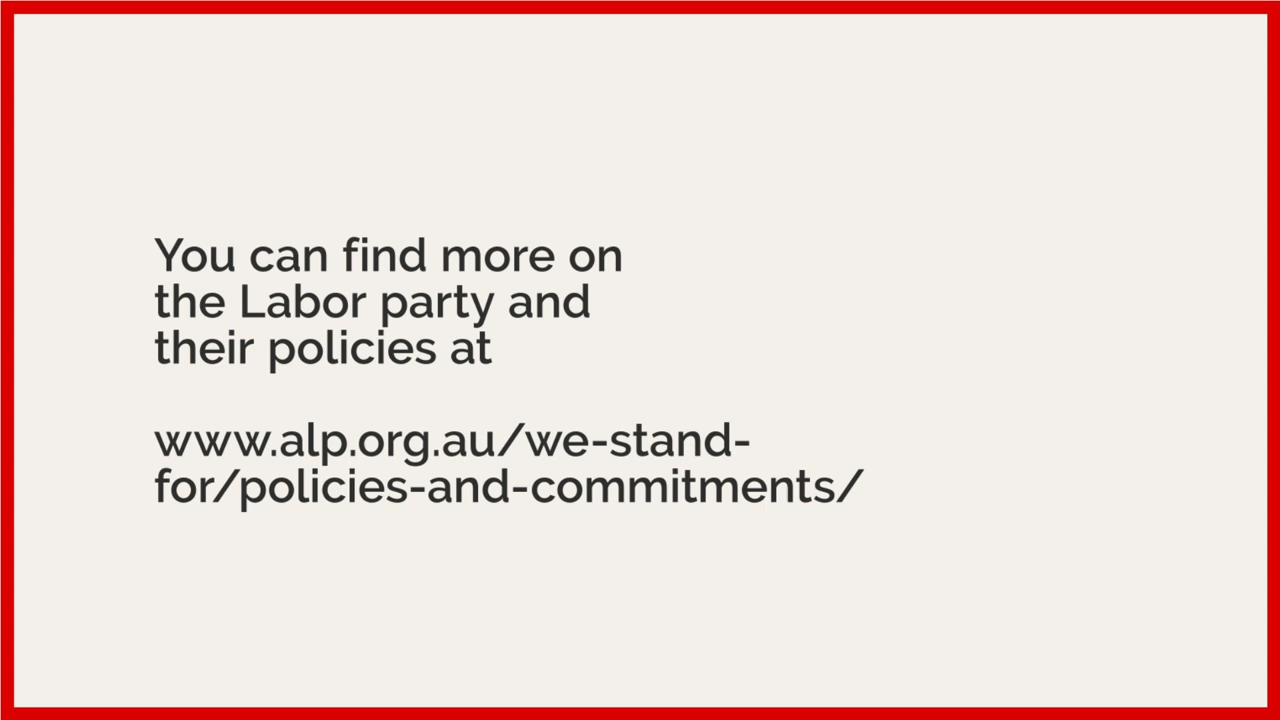 You can find more on
the Labor party and
their policies at
www.alp.org.au/we-stand-
for/policies-and-commitments/